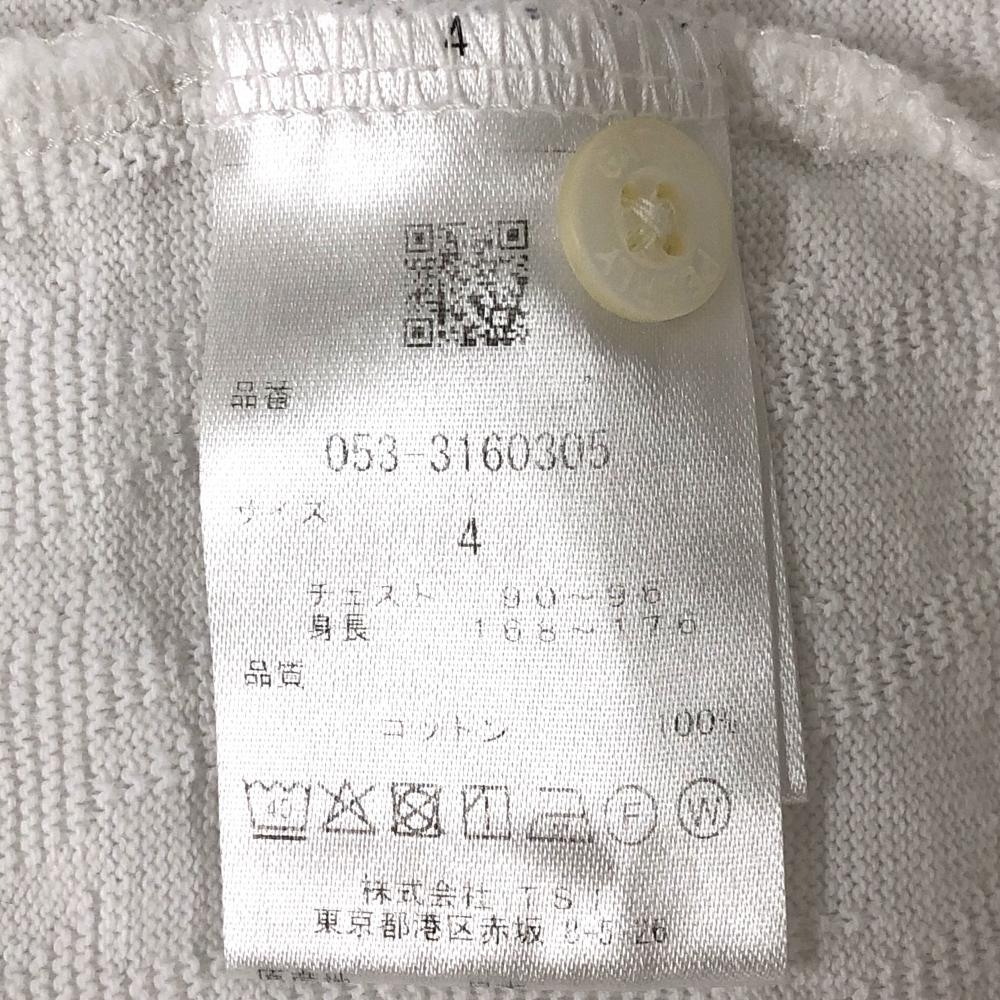 4
品番
053-3160305
サイズ
4
チェスト 90~96
身長 168~176
品質
コットン 100%
40
F
W
株式会社 TSI
東京都港区赤坂 8-5-26